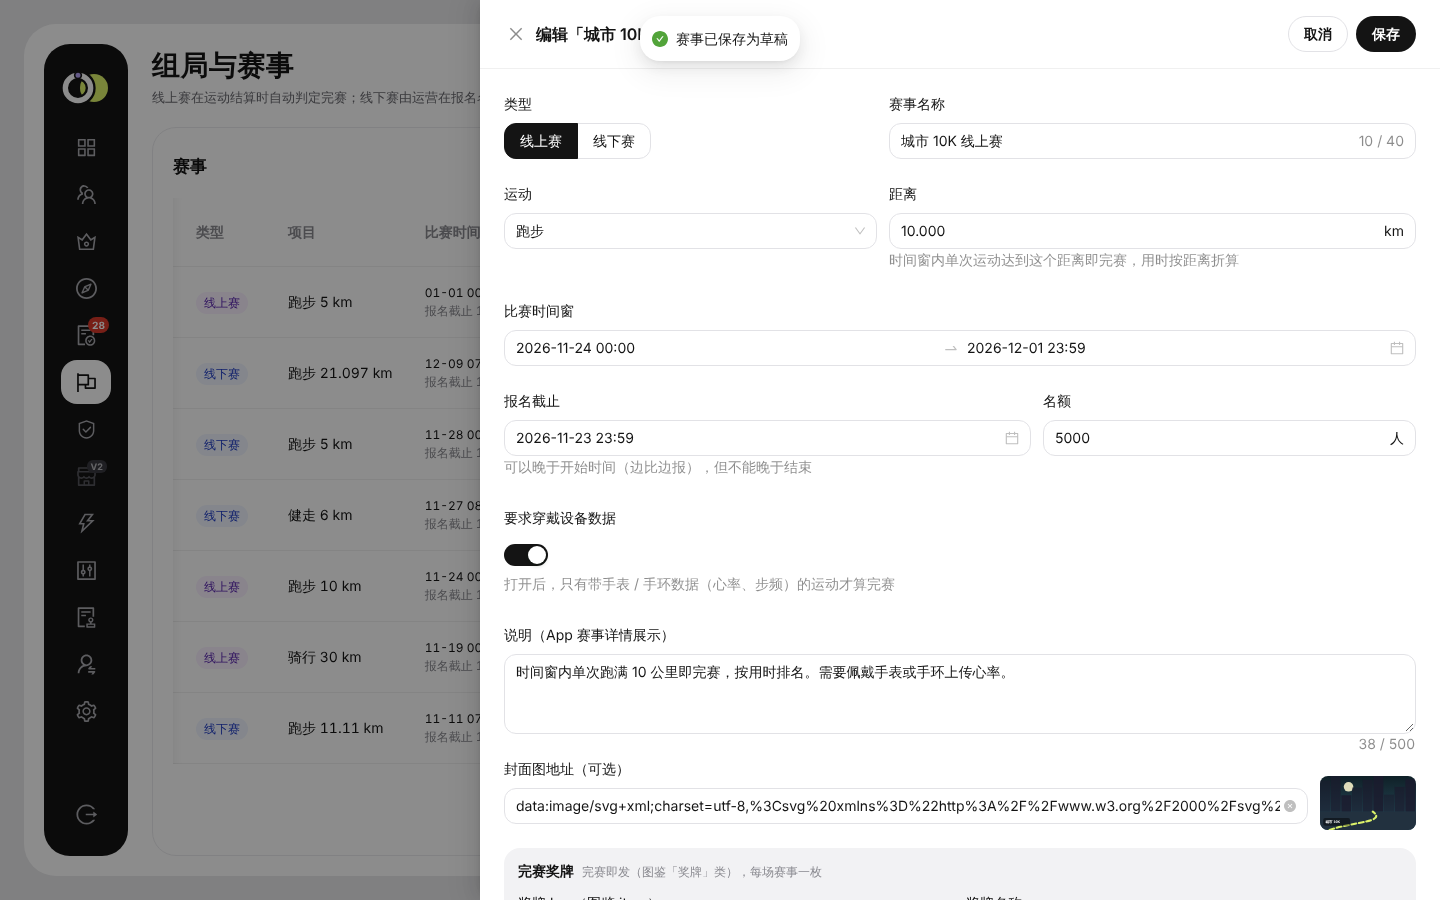 组局与赛事
线上赛在运动结算时自动判定完赛；线下赛由运营在报名
赛事
类型 项目 比赛时间
线上赛 跑步 5 km 01-01 00
报名截止 1
线下赛 跑步 21.097 km 12-09 07
报名截止 1
线下赛 跑步 5 km 11-28 00
报名截止 1
线下赛 健走 6 km 11-27 08
报名截止 1
线上赛 跑步 10 km 11-24 00
报名截止 1
线上赛 骑行 30 km 11-19 00
报名截止 1
线下赛 跑步 11.11 km 11-11 07
报名截止 1
28
V2
编辑「城市 10
赛事已保存为草稿
取消
保存
类型
线上赛 线下赛
赛事名称
城市 10K 线上赛 10 / 40
运动
跑步
距离
10.000 km
时间窗内单次运动达到这个距离即完赛，用时按距离折算
比赛时间窗
2026-11-24 00:00 2026-12-01 23:59
报名截止
2026-11-23 23:59
可以晚于开始时间（边比边报），但不能晚于结束
名额
5000 人
要求穿戴设备数据
打开后，只有带手表 / 手环数据（心率、步频）的运动才算完赛
说明（App 赛事详情展示）
时间窗内单次跑满 10 公里即完赛，按用时排名。需要佩戴手表或手环上传心率。
38 / 500
封面图地址（可选）
data:image/svg+xml;charset=utf-8,%3Csvg%20xmlns%3D%22http%3A%2F%2Fwww.w3.org%2F2000%2Fsvg%2
完赛奖牌 完赛即发（图鉴「奖牌」类），每场赛事一枚